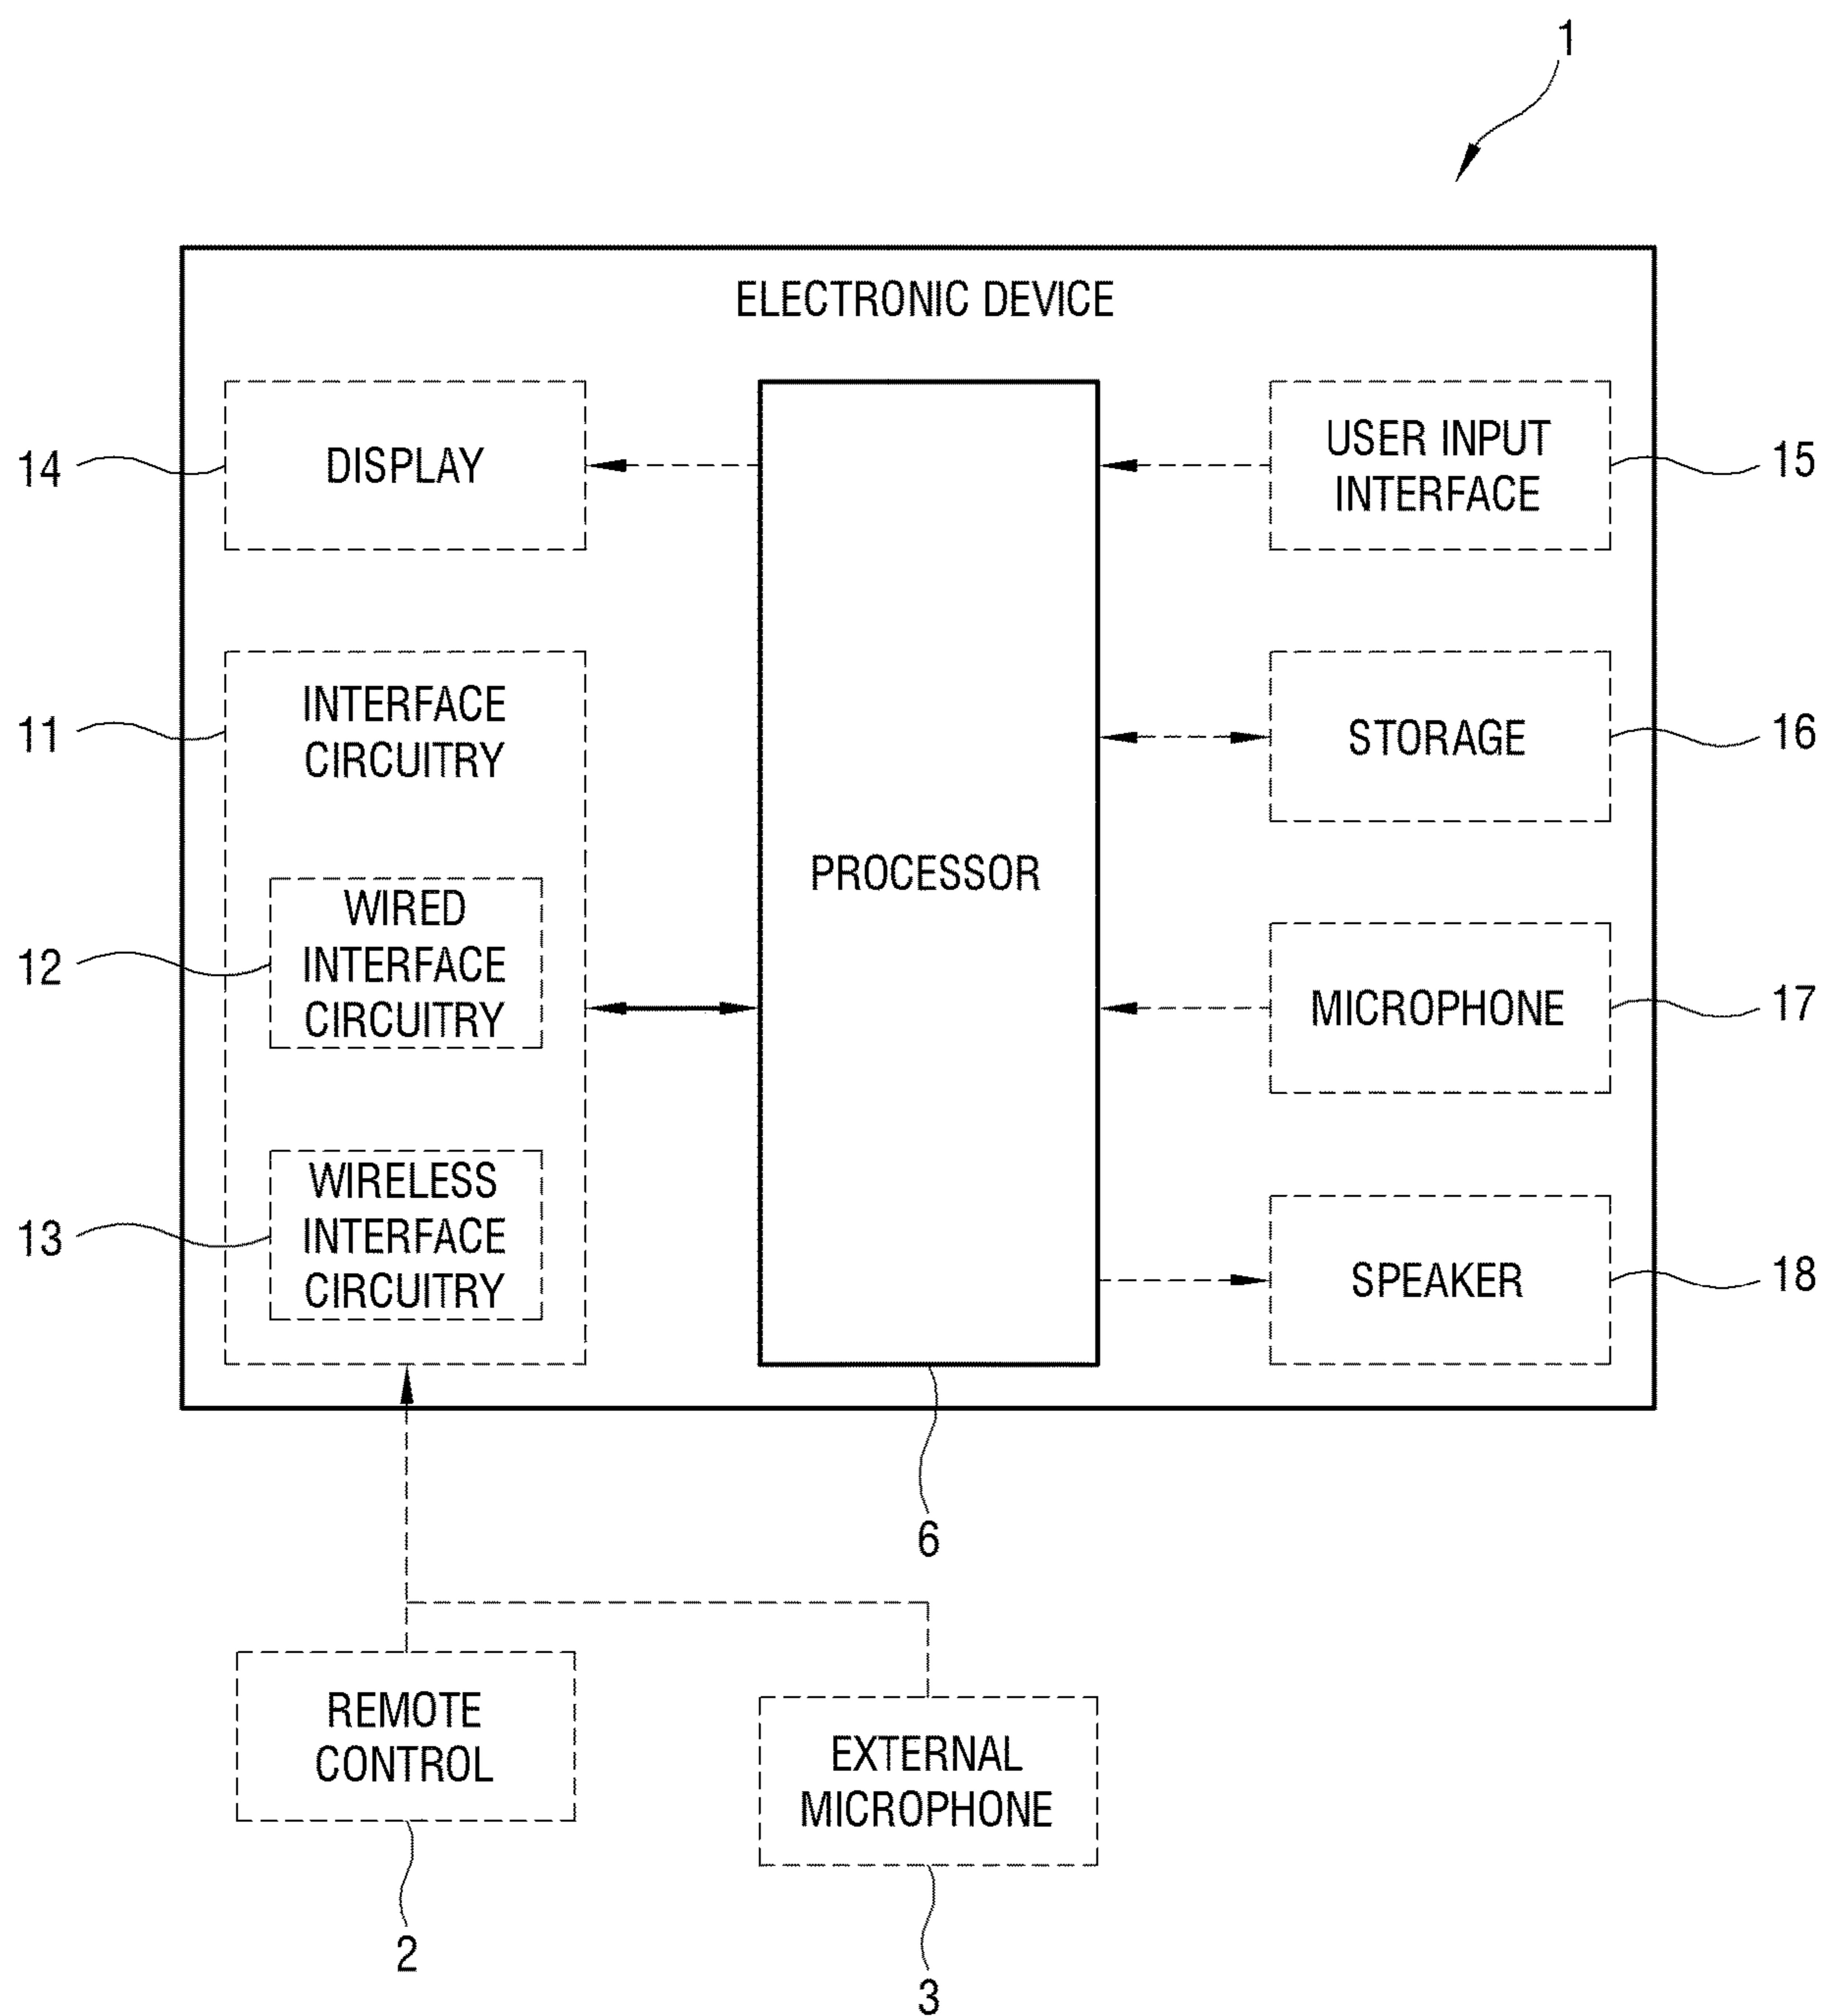 1
ELECTRONIC DEVICE
14
DISPLAY
USER INPUT
INTERFACE
15
11
INTERFACE
CIRCUITRY
PROCESSOR
STORAGE
16
12
WIRED
INTERFACE
CIRCUITRY
MICROPHONE
17
13
WIRELESS
INTERFACE
CIRCUITRY
SPEAKER
18
6
REMOTE
CONTROL
EXTERNAL
MICROPHONE
2
3